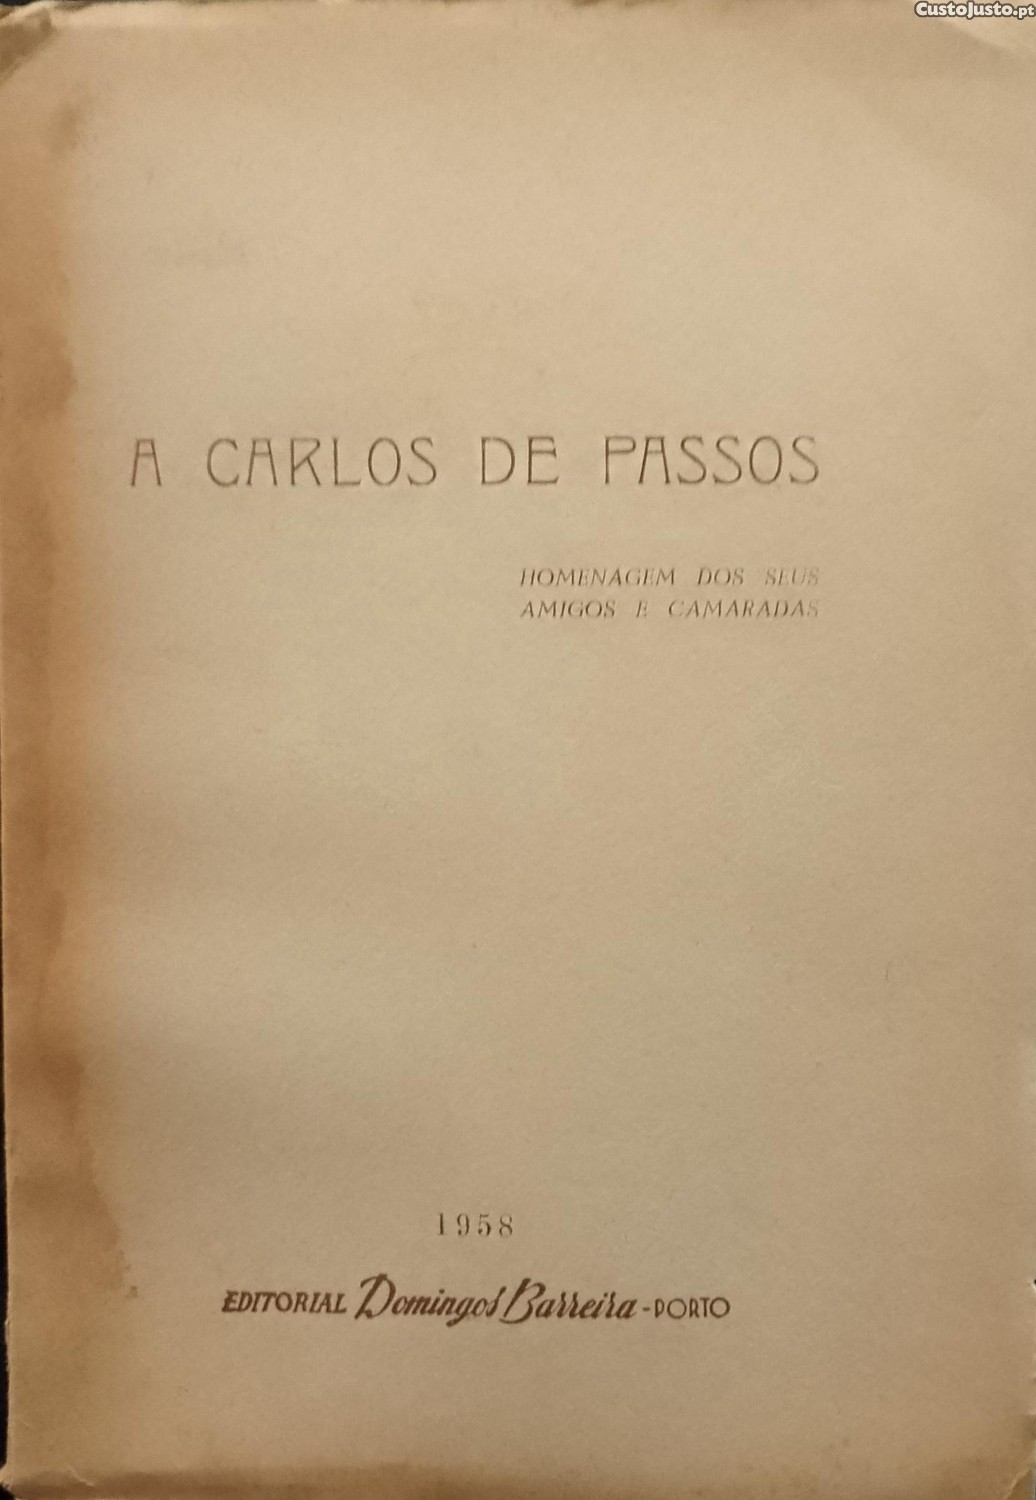 CustoJusto.pt
A CARLOS DE PASSOS
HOMENAGEM DOS SEUS
AMIGOS E CAMARADAS
1958
EDITORIAL Domingos Barreira - PORTO